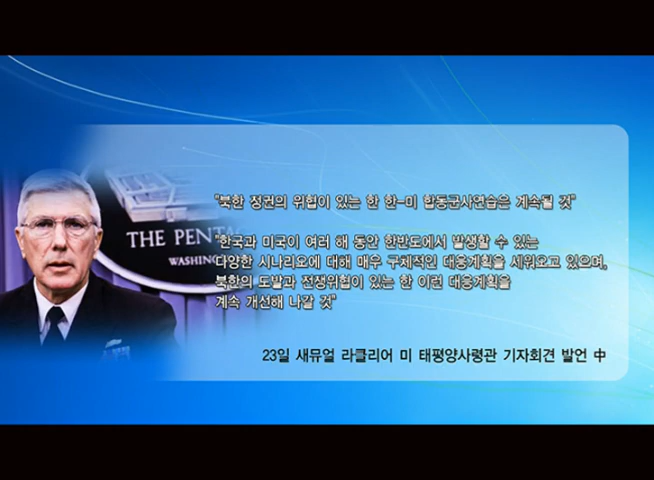 THE PENTAG
WASHING
"북한 정권의 위협이 있는 한 한-미 합동군사연습은 계속될 것"
"한국과 미국이 여러 해 동안 한반도에서 발생할 수 있는
다양한 시나리오에 대해 매우 구체적인 대응계획을 세워오고 있으며,
북한의 도발과 전쟁위협이 있는 한 이런 대응계획을
계속 개선해 나갈 것"
23일 새뮤얼 라클리어 미 태평양사령관 기자회견 발언 中